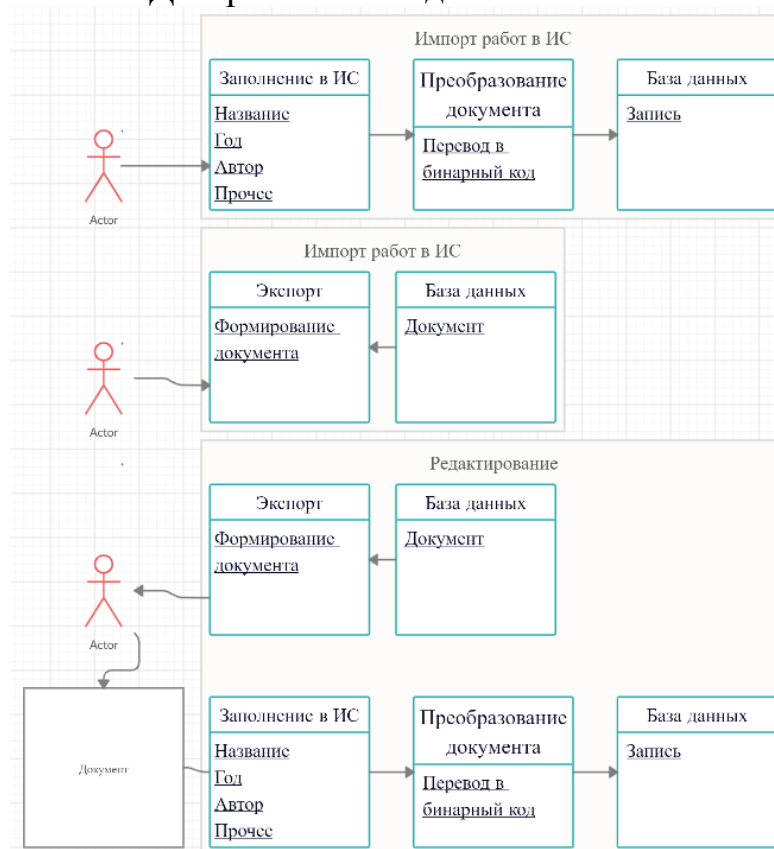 Импорт работ в ИС
Заполнение в ИС
Название
Год
Автор
Прочее
Преобразование
документа
Перевод в
бинарный код
База данных
Запись
Actor
Импорт работ в ИС
Экспорт
Формирование
документа
База данных
Документ
Actor
Редактирование
Экспорт
Формирование
документа
База данных
Документ
Actor
Документ
Заполнение в ИС
Название
Год
Автор
Прочее
Преобразование
документа
Перевод в
бинарный код
База данных
Запись